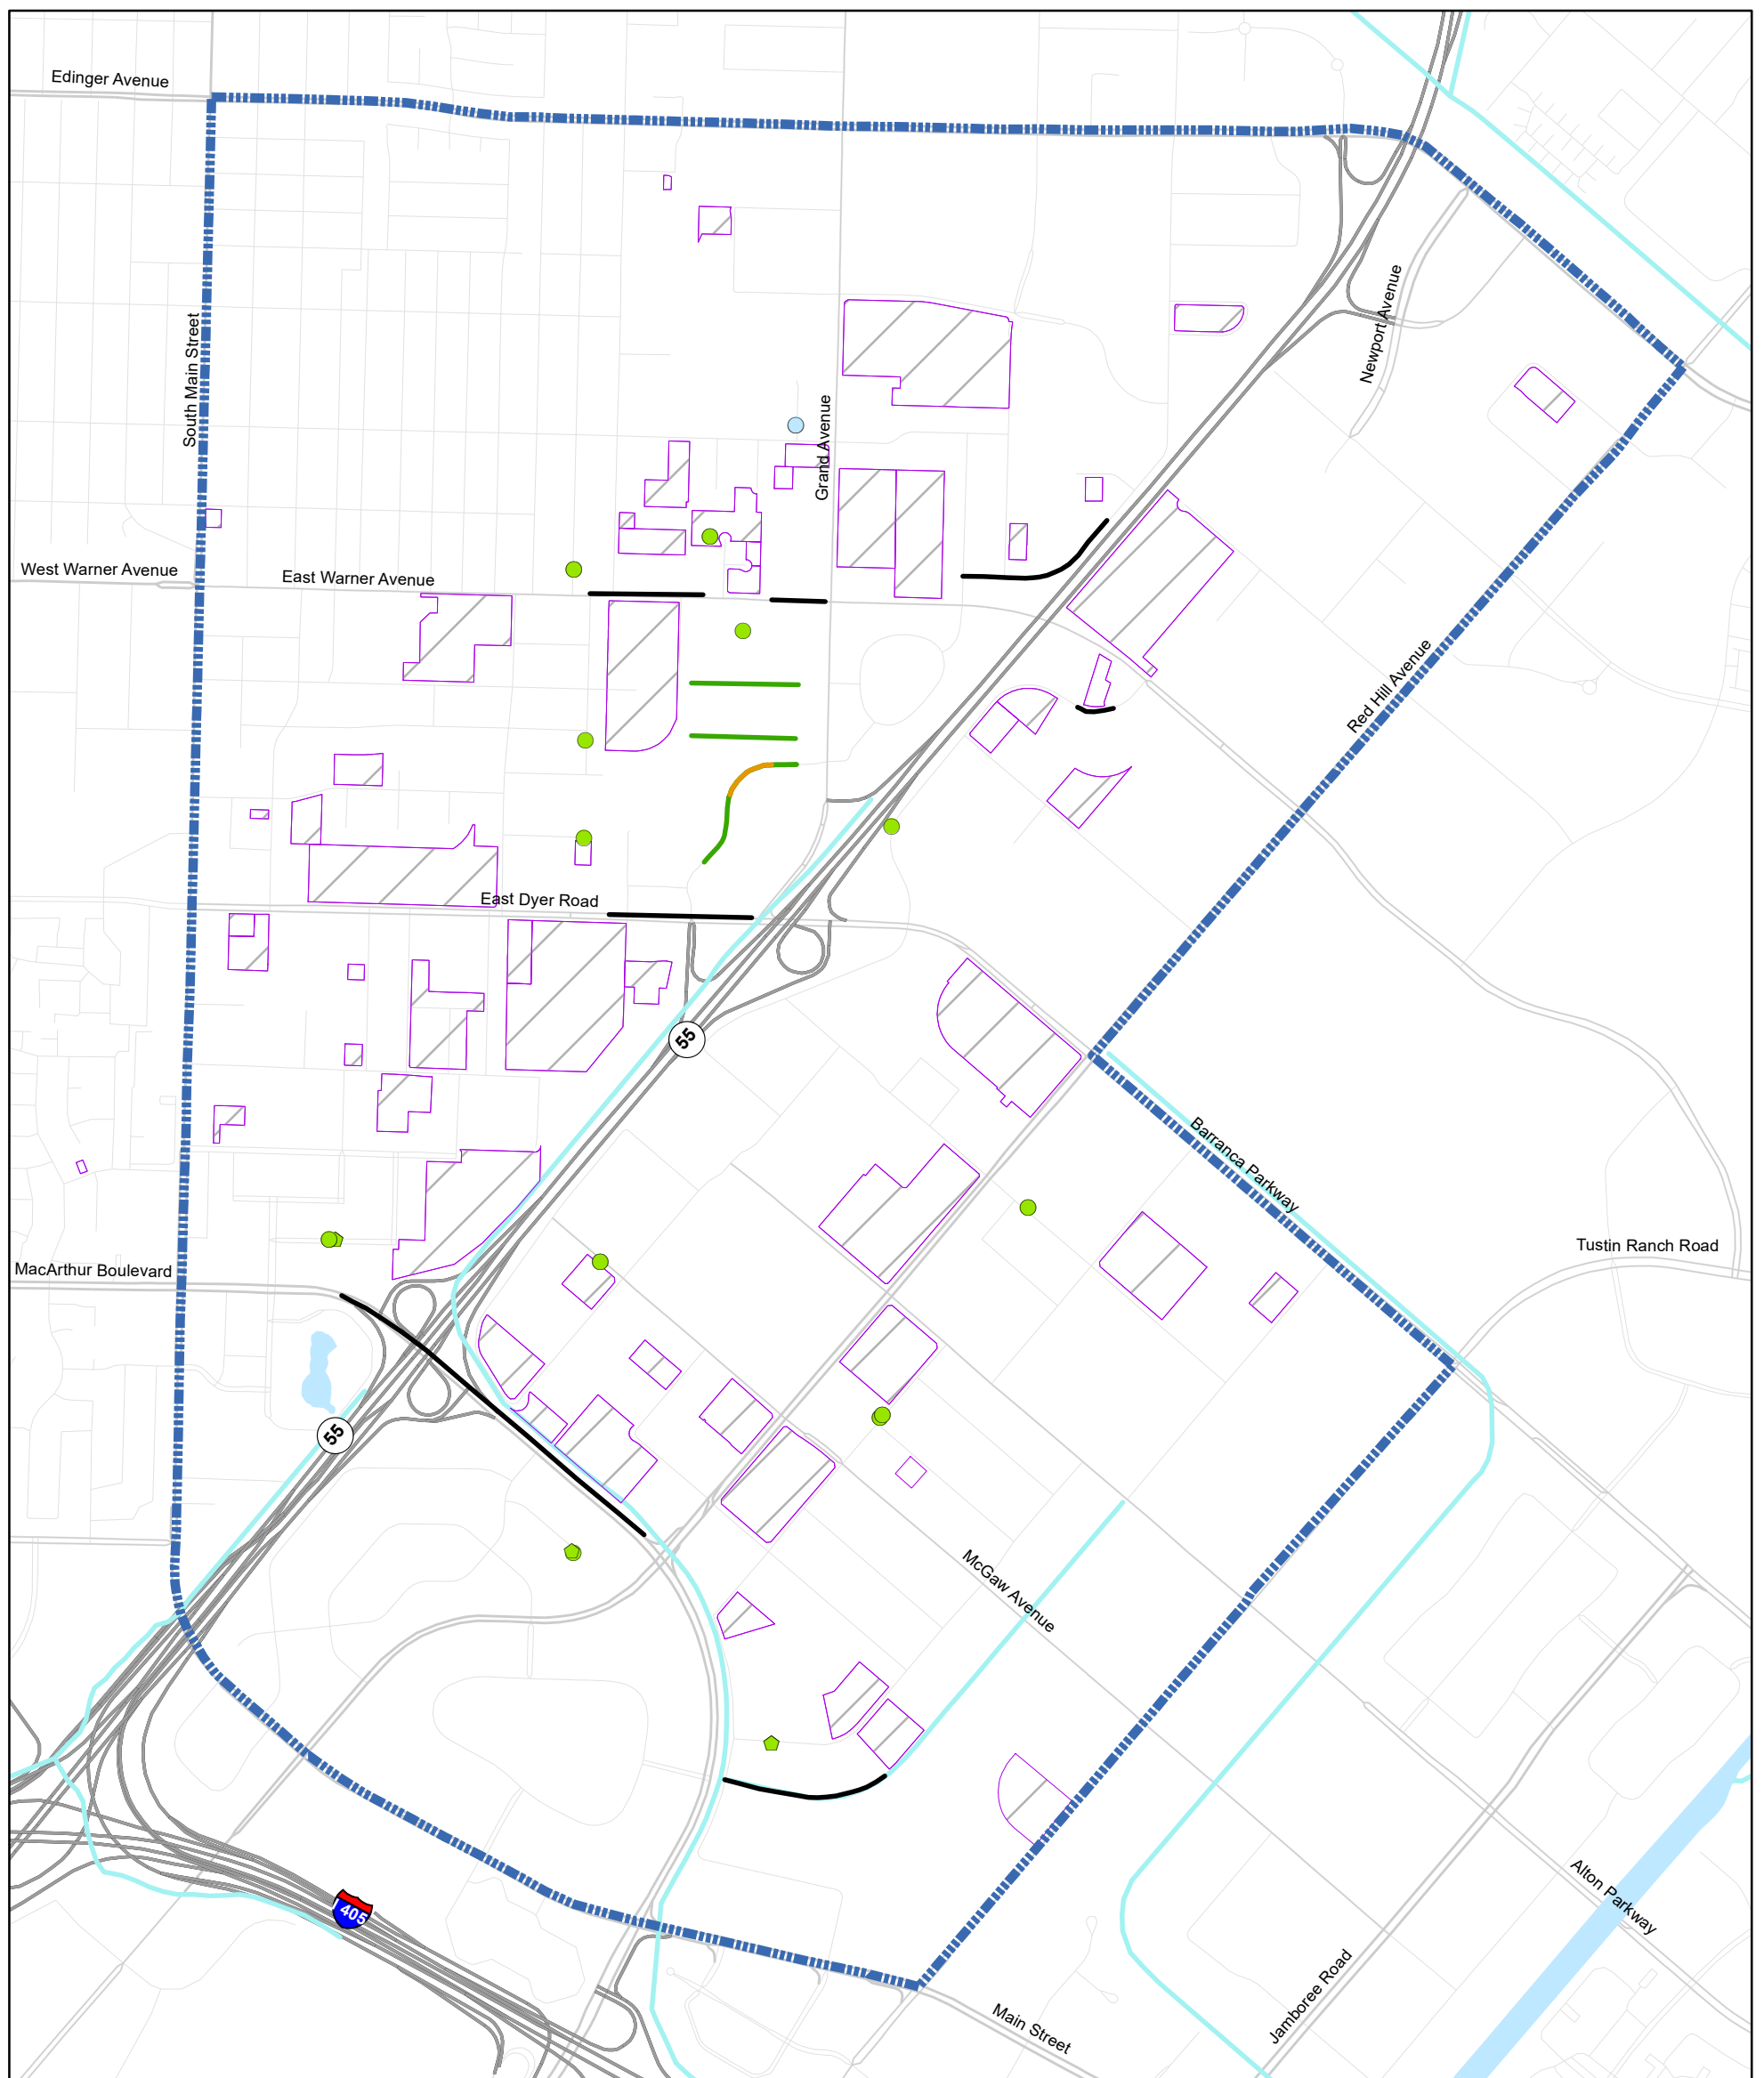 Edinger Avenue
South Main Street
Newport Avenue
Grand Avenue
West Warner Avenue
East Warner Avenue
Red Hill Avenue
East Dyer Road
55
Barranca Parkway
Tustin Ranch Road
MacArthur Boulevard
55
McGaw Avenue
Alton Parkway
405
Jamboree Road
Main Street